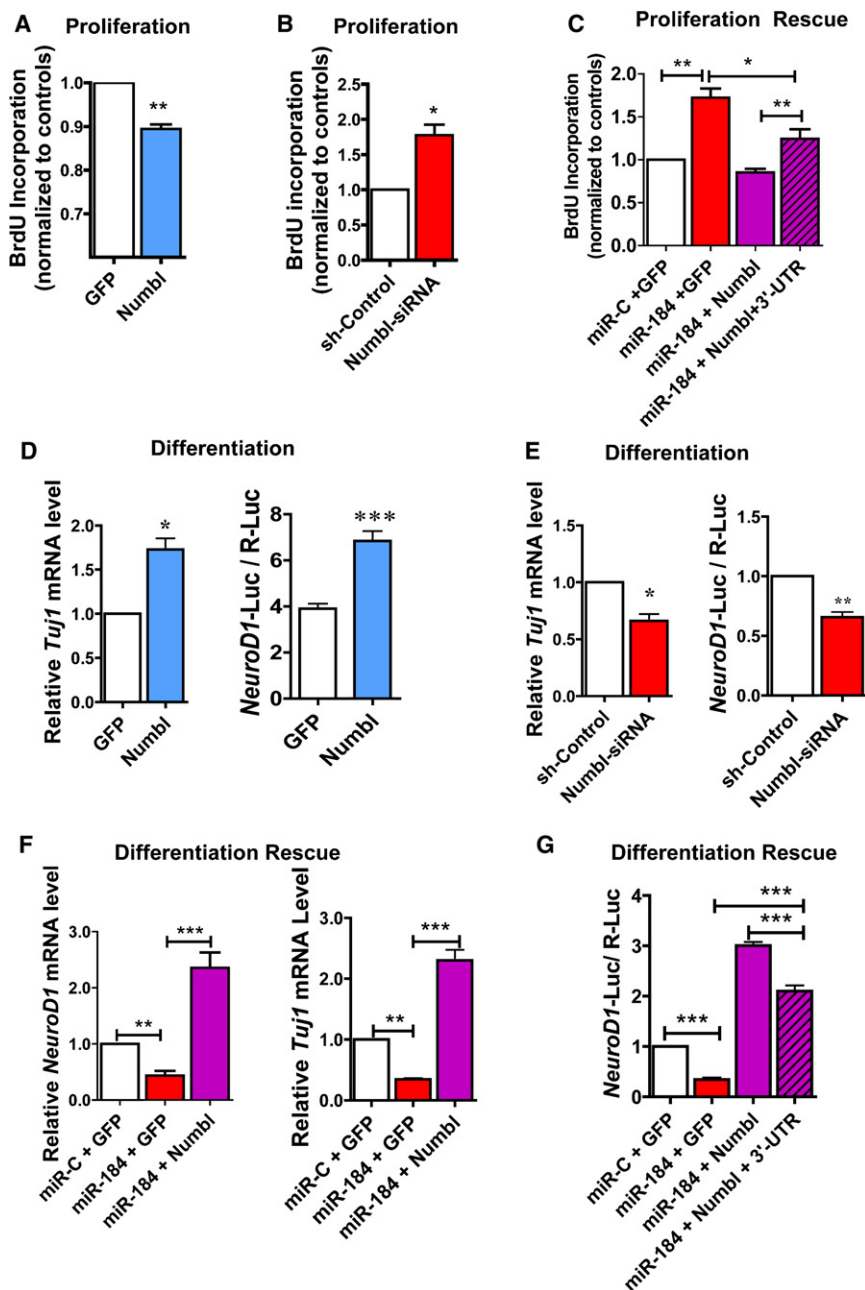 A
Proliferation
BrdU Incorporation
(normalized to controls)
1.0
0.9
0.8
0.7
**
GFP
Numbl
B
Proliferation
BrdU incorporation
(normalized to controls)
2.5
2.0
1.5
1.0
0.5
0.0
*
sh-Control
Numbl-siRNA
C
Proliferation Rescue
BrdU Incorporation
(normalized to controls)
2.0
1.5
1.0
0.5
0.0
**
*
**
miR-C +GFP
miR-184 +GFP
miR-184 + Numbl
miR-184 + Numbl+3'-UTR
D
Differentiation
Relative Tuj1 mRNA level
2.0
1.5
1.0
0.5
0.0
*
GFP
Numbl
NeuroD1-Luc / R-Luc
8
6
4
2
0
***
GFP
Numbl
E
Differentiation
Relative Tuj1 mRNA level
1.5
1.0
0.5
0.0
*
sh-Control
Numbl-siRNA
NeuroD1-Luc / R-Luc
1.5
1.0
0.5
0.0
**
sh-Control
Numbl-siRNA
F
Differentiation Rescue
Relative NeuroD1 mRNA level
3.0
2.0
1.0
0.0
**
***
miR-C + GFP
miR-184 + GFP
miR-184 + Numbl
Relative Tuj1 mRNA Level
3.0
2.0
1.0
0.0
**
***
miR-C + GFP
miR-184 + GFP
miR-184 + Numbl
G
Differentiation Rescue
NeuroD1-Luc/ R-Luc
4
3
2
1
0
***
***
***
miR-C + GFP
miR-184 + GFP
miR-184 + Numbl
miR-184 + Numbl + 3'-UTR